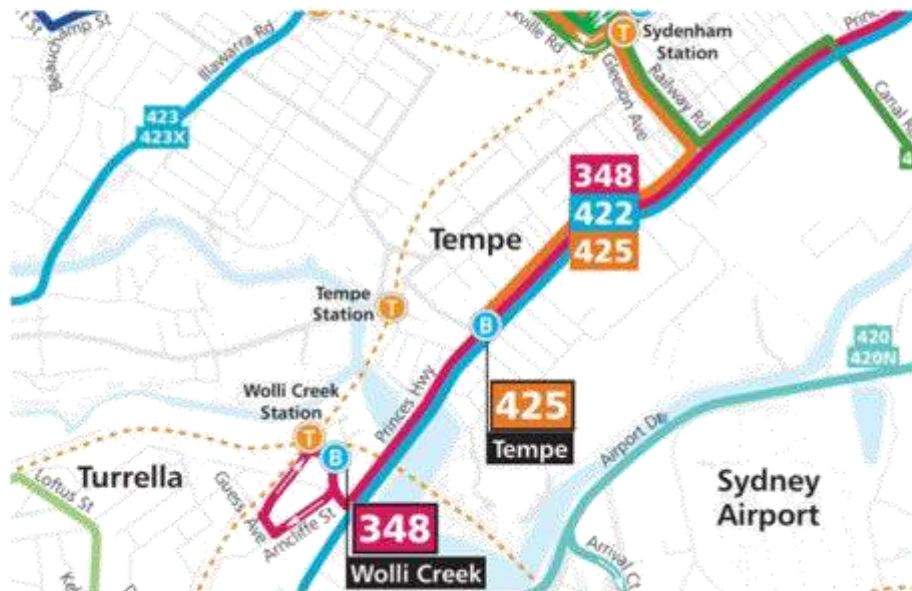 Beauchamp St
Illawarra Rd
Sydenham
Station
T
Gleeson Ave
Railway Rd
423
423X
348
422
425
Tempe
Tempe
Station
T
B
420
420N
Wolli Creek
Station
T
B
Princes Hwy
425
Tempe
Airport Dr
Turrella
Loftus St
Guess Ave
Arncliffe St
348
Wolli Creek
Sydney
Airport
Arrival Ct